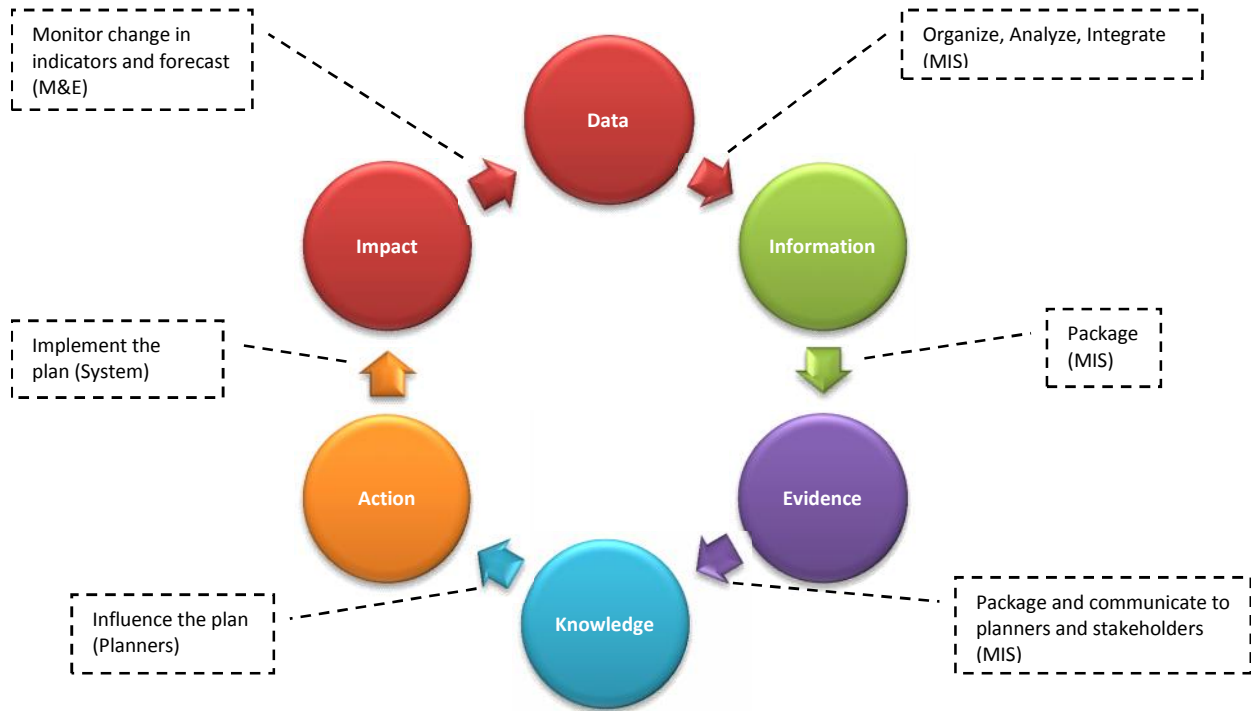 Monitor change in
indicators and forecast
(M&E)
Organize, Analyze, Integrate
(MIS)
Data
Impact
Information
Implement the
plan (System)
Package
(MIS)
Action
Evidence
Influence the plan
(Planners)
Knowledge
Package and communicate to
planners and stakeholders
(MIS)